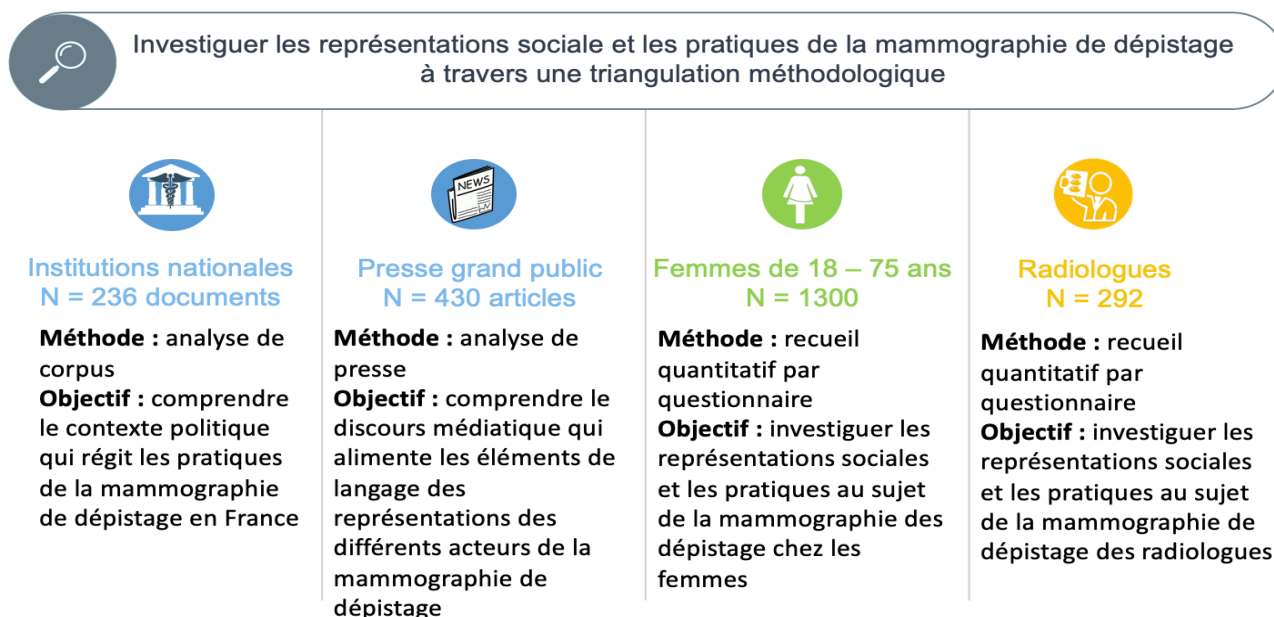 Investiguer les représentations sociale et les pratiques de la mammographie de dépistage
à travers une triangulation méthodologique
Institutions nationales
N = 236 documents
Méthode : analyse de
corpus
Objectif : comprendre
le contexte politique
qui régit les pratiques
de la mammographie
de dépistage en France
NEWS
Presse grand public
N = 430 articles
Méthode : analyse de
presse
Objectif : comprendre le
discours médiatique qui
alimente les éléments de
langage des
représentations des
différents acteurs de la
mammographie de
dépistage
Femmes de 18 – 75 ans
N = 1300
Méthode : recueil
quantitatif par
questionnaire
Objectif : investiguer les
représentations sociales
et les pratiques au sujet
de la mammographie des
dépistage chez les
femmes
Radiologues
N = 292
Méthode : recueil
quantitatif par
questionnaire
Objectif : investiguer les
représentations sociales
et les pratiques au sujet
de la mammographie de
dépistage des radiologues